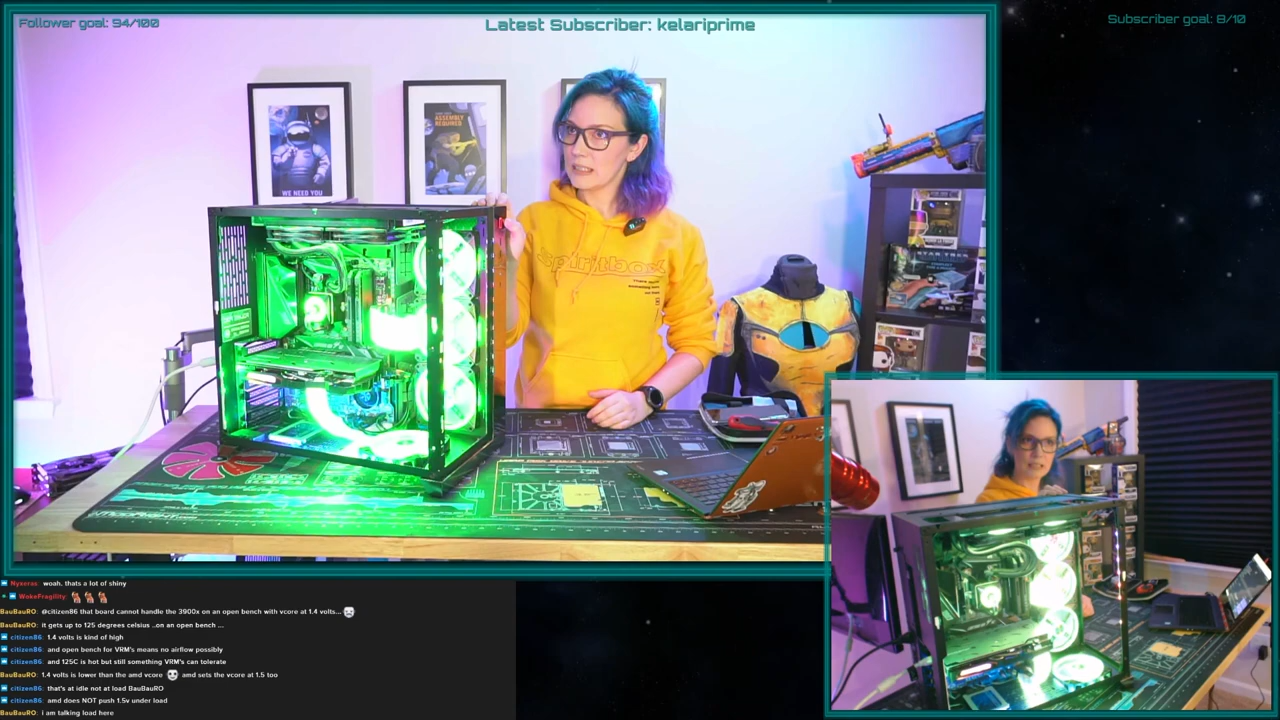 Follower goal: 94/100
Latest Subscriber: kelariprime
Subscriber goal: 8/10
ASSEMBLY
REQUIRED
WE NEED YOU
Spiritbox
STAR TREK
Nyxeras woah. thats a lot of shiny
WokeFragility:
BauBauRO: @citizen86 that board cannot handle the 3900x on an open bench with vcore at 1.4 volts...
BauBauRO: it gets up to 125 degrees celsius ..on an open bench ...
citizen86: 1.4 volts is kind of high
citizen86: and open bench for VRM's means no airflow possibly
citizen86: and 125C is hot but still something VRM's can tolerate
BauBauRO: 1.4 volts is lower than the amd vcore amd sets the vcore at 1.5 too
citizen86: that's at idle not at load BauBauRO
citizen86: amd does NOT push 1.5v under load
BauBauRO: i am talking load here